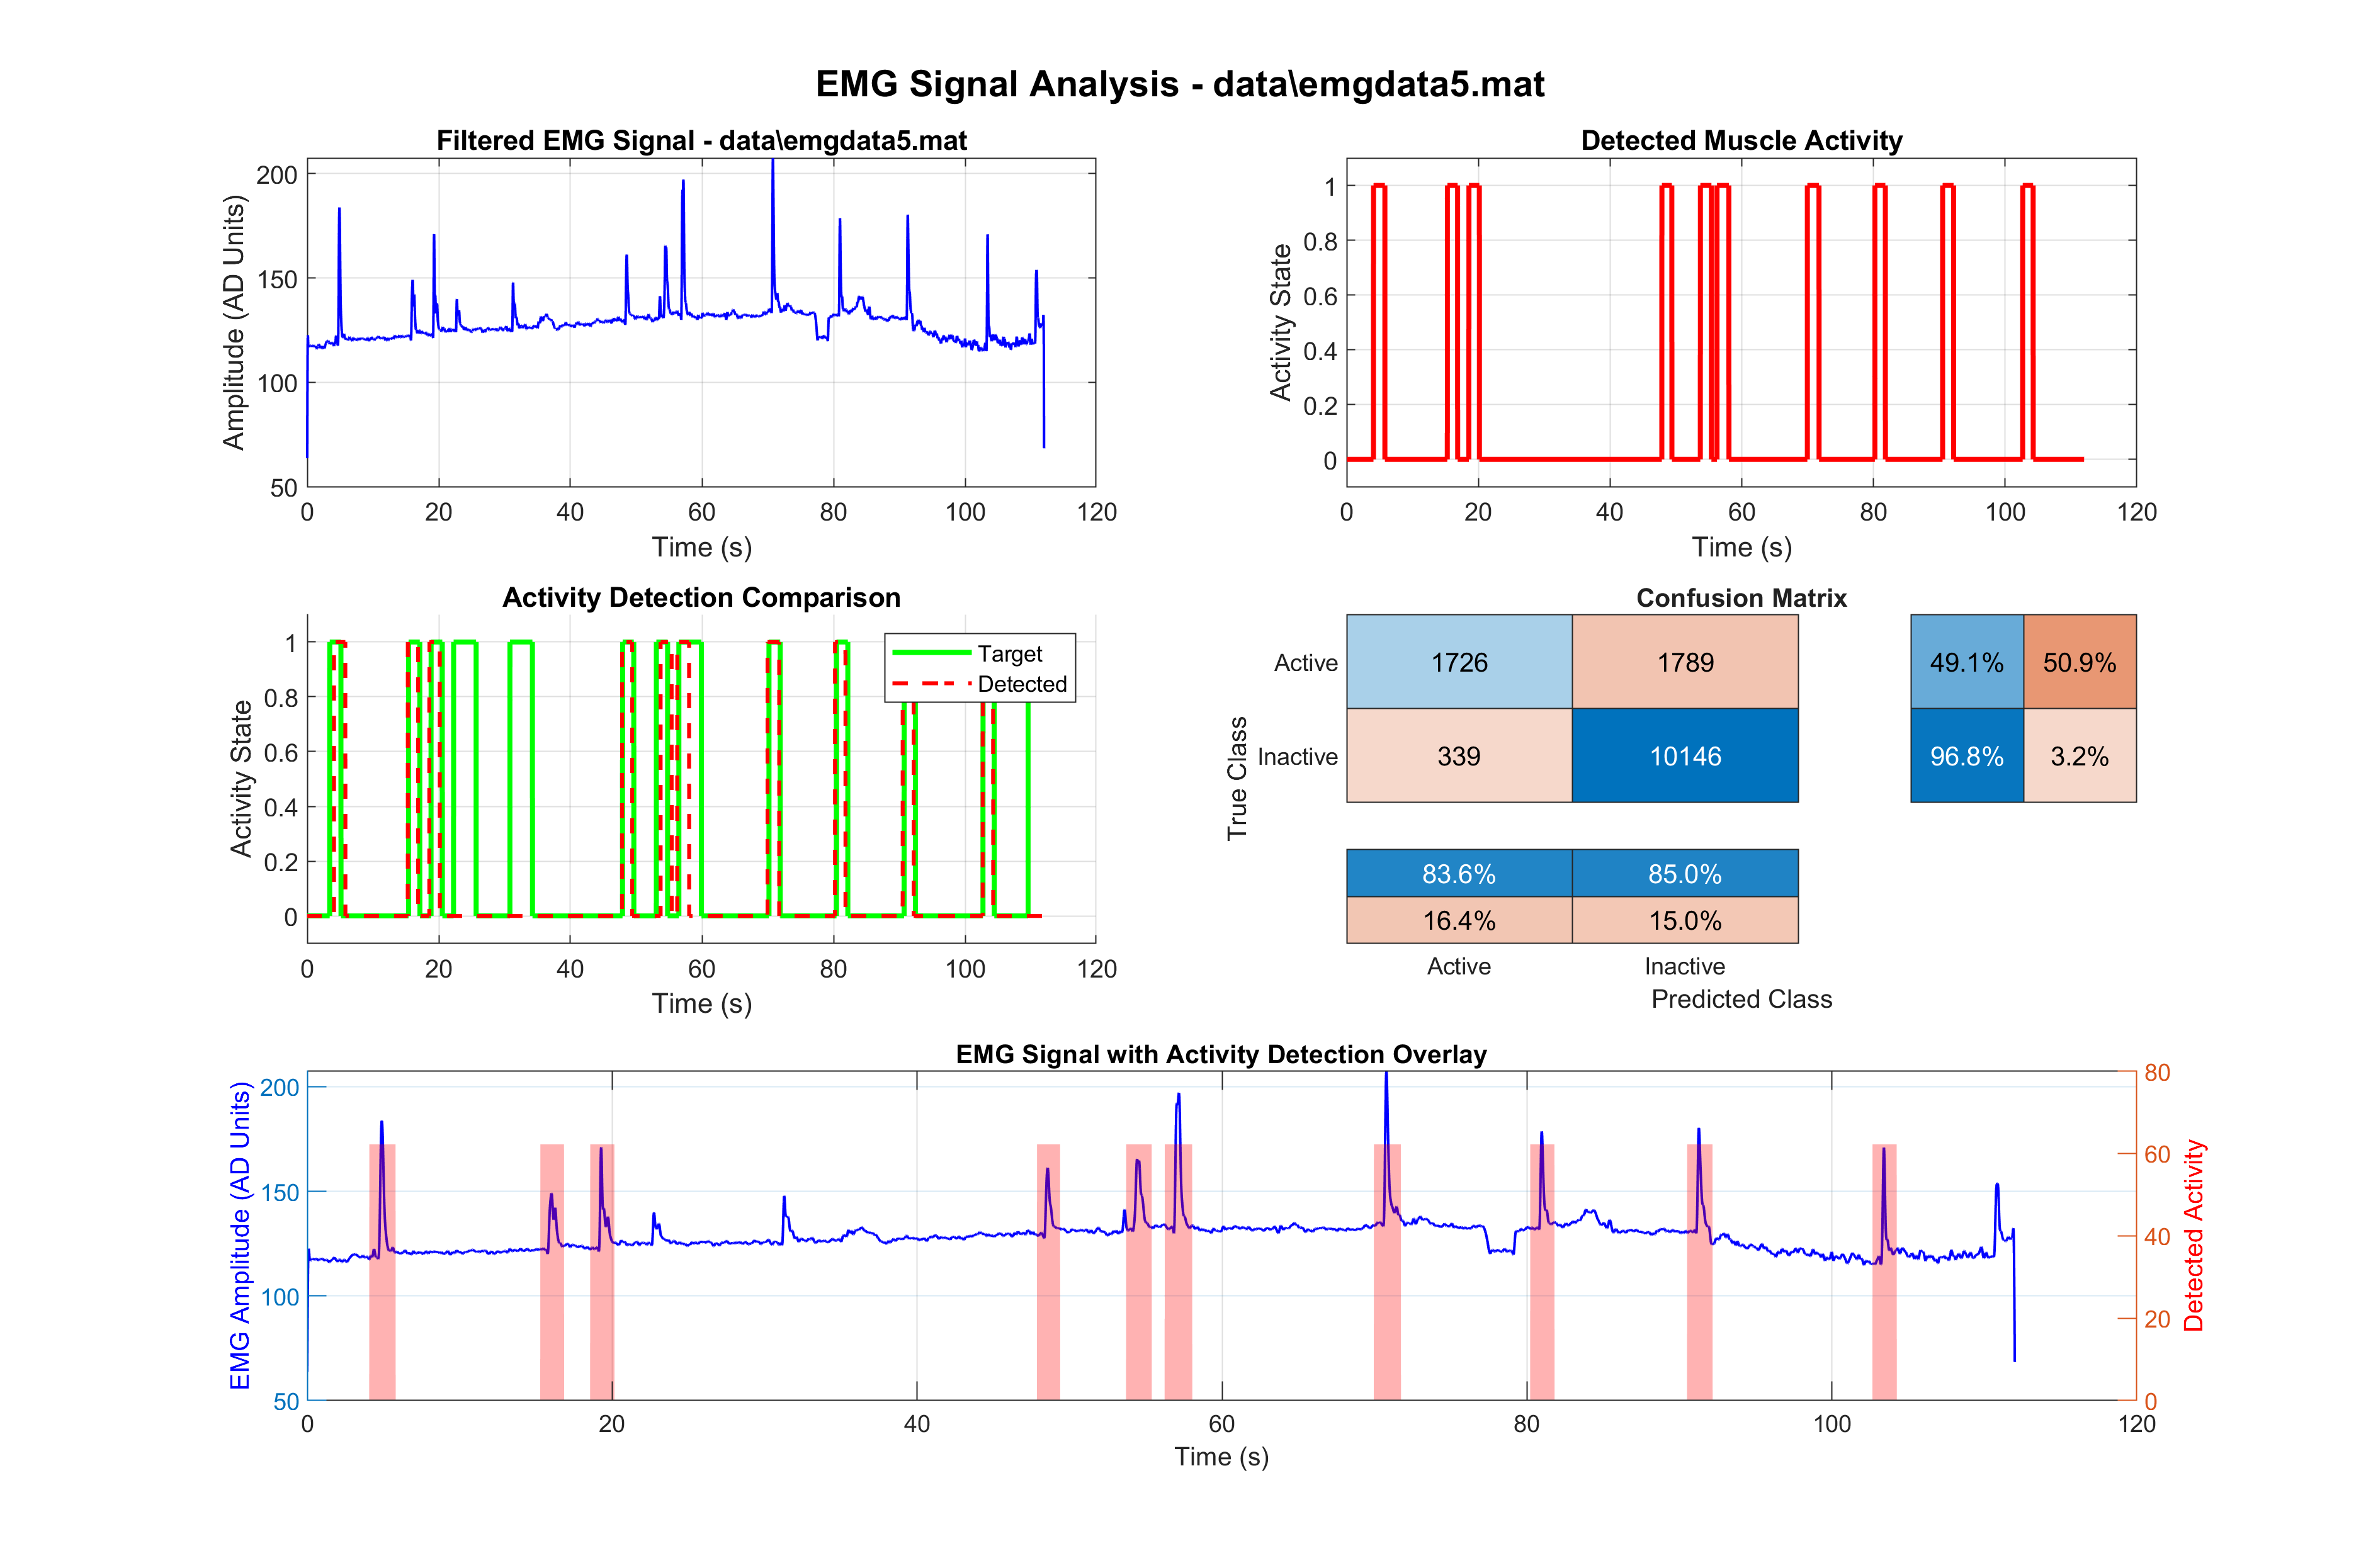 EMG Signal Analysis - data\emgdata5.mat
Filtered EMG Signal - data\emgdata5.mat
200
150
100
50
Amplitude (AD Units)
0 20 40 60 80 100 120
Time (s)
Detected Muscle Activity
1
0.8
0.6
0.4
0.2
0
Activity State
0 20 40 60 80 100 120
Time (s)
Activity Detection Comparison
1
0.8
0.6
0.4
0.2
0
Activity State
Target
Detected
0 20 40 60 80 100 120
Time (s)
Confusion Matrix
True Class
Active 1726 1789 49.1% 50.9%
Inactive 339 10146 96.8% 3.2%
83.6% 85.0%
16.4% 15.0%
Active Inactive
Predicted Class
EMG Signal with Activity Detection Overlay
200
150
100
50
EMG Amplitude (AD Units)
80
60
40
20
0
Detected Activity
0 20 40 60 80 100 120
Time (s)